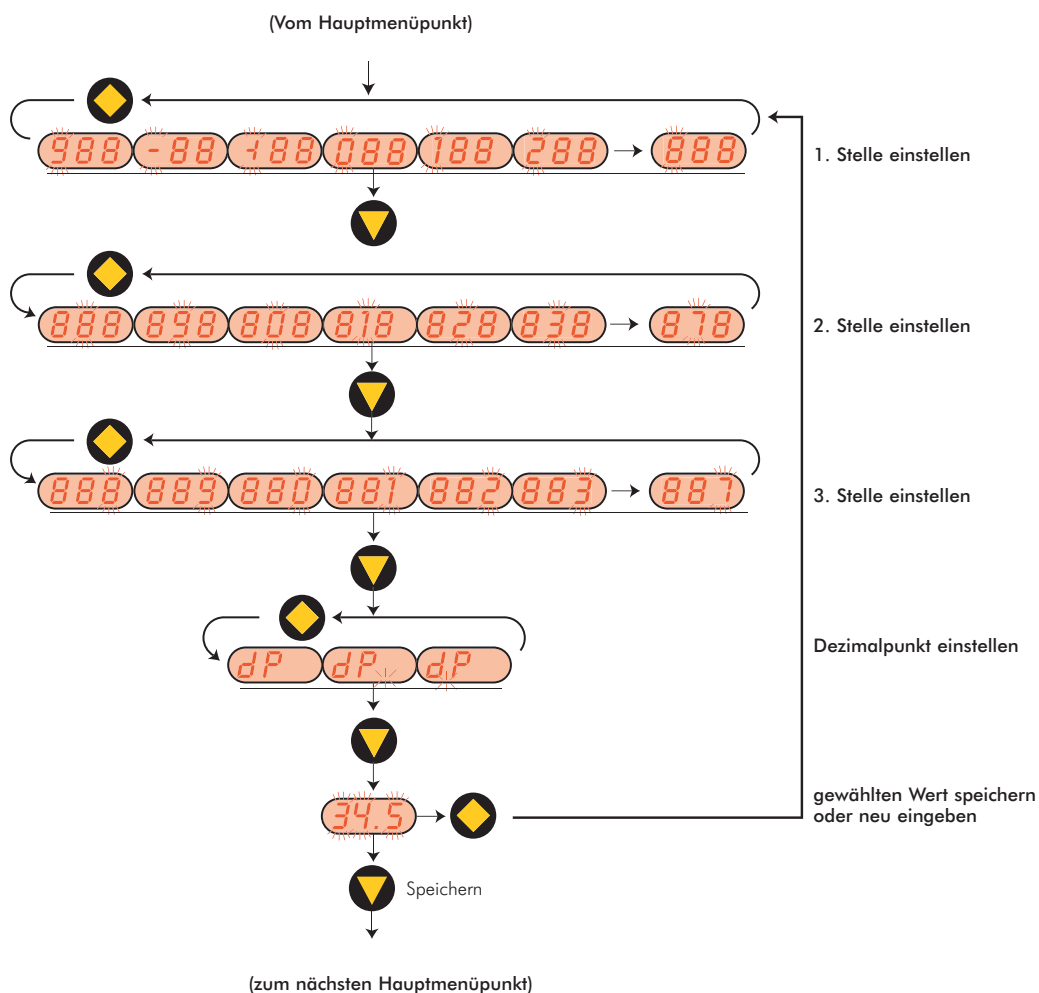 (Vom Hauptmenüpunkt)
988 -88 -188 088 188 288 888
1. Stelle einstellen
888 898 808 818 828 838 878
2. Stelle einstellen
888 889 880 881 882 883 887
3. Stelle einstellen
dP dP dP
Dezimalpunkt einstellen
34.5
gewählten Wert speichern
oder neu eingeben
Speichern
(zum nächsten Hauptmenüpunkt)